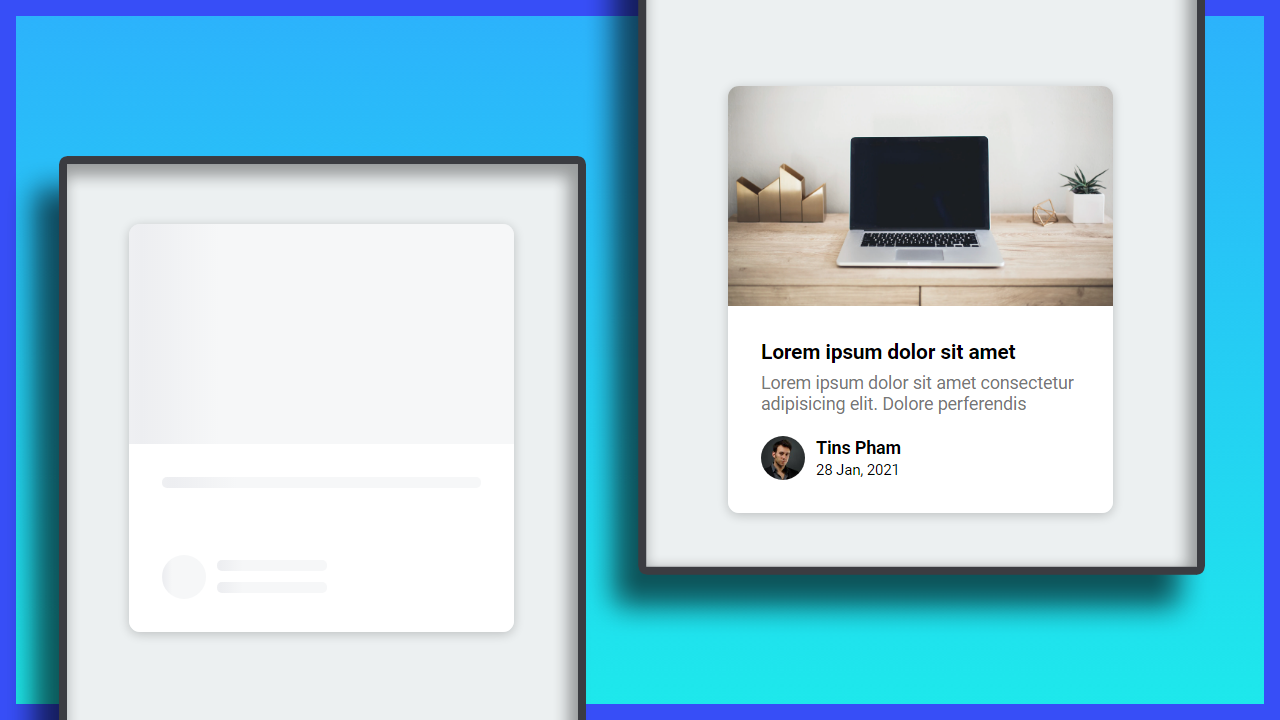 Lorem ipsum dolor sit amet
Lorem ipsum dolor sit amet consectetur
adipisicing elit. Dolore perferendis
Tins Pham
28 Jan, 2021